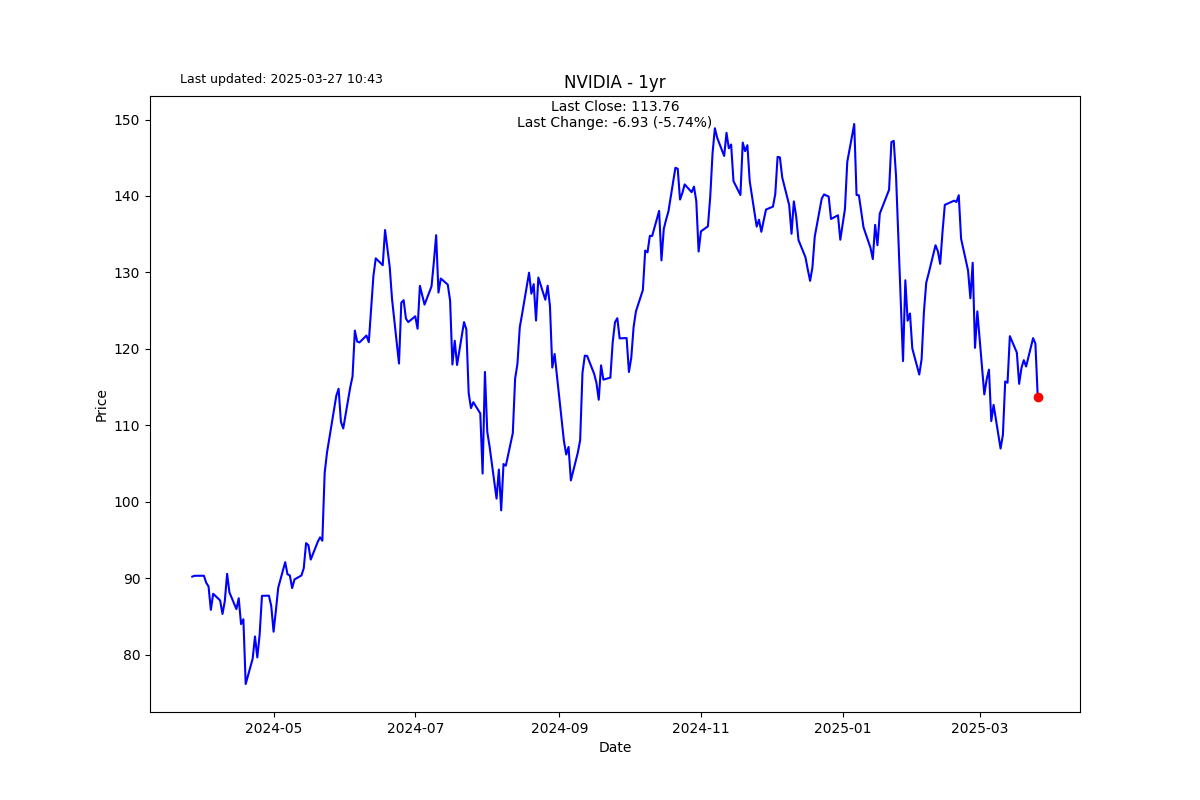 Last updated: 2025-03-27 10:43
NVIDIA - 1yr
Last Close: 113.76
Last Change: -6.93 (-5.74%)
150
140
130
120
110
100
90
80
Price
2024-05
2024-07
2024-09
2024-11
2025-01
2025-03
Date